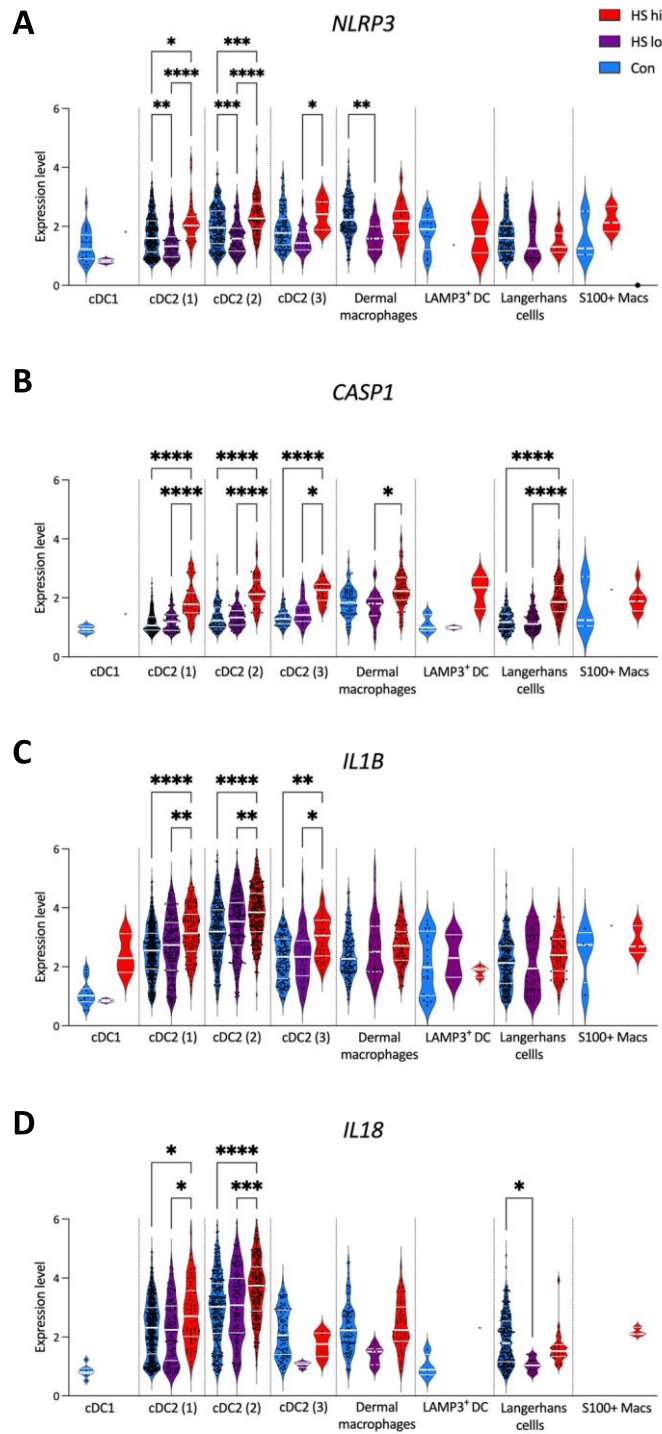 A
NLRP3
HS hi
HS lo
Con
* ***
**** ****
** *** * **
6
4
2
0
Expression level
cDC1 cDC2 (1) cDC2 (2) cDC2 (3) Dermal macrophages LAMP3⁺ DC Langerhans cellls S100+ Macs
B
CASP1
**** **** **** ****
**** **** * * ****
6
4
2
0
Expression level
cDC1 cDC2 (1) cDC2 (2) cDC2 (3) Dermal macrophages LAMP3⁺ DC Langerhans cellls S100+ Macs
C
IL1B
**** **** **
** ** *
6
4
2
0
Expression level
cDC1 cDC2 (1) cDC2 (2) cDC2 (3) Dermal macrophages LAMP3⁺ DC Langerhans cellls S100+ Macs
D
IL18
* ****
* *** *
6
4
2
0
Expression level
cDC1 cDC2 (1) cDC2 (2) cDC2 (3) Dermal macrophages LAMP3⁺ DC Langerhans cellls S100+ Macs